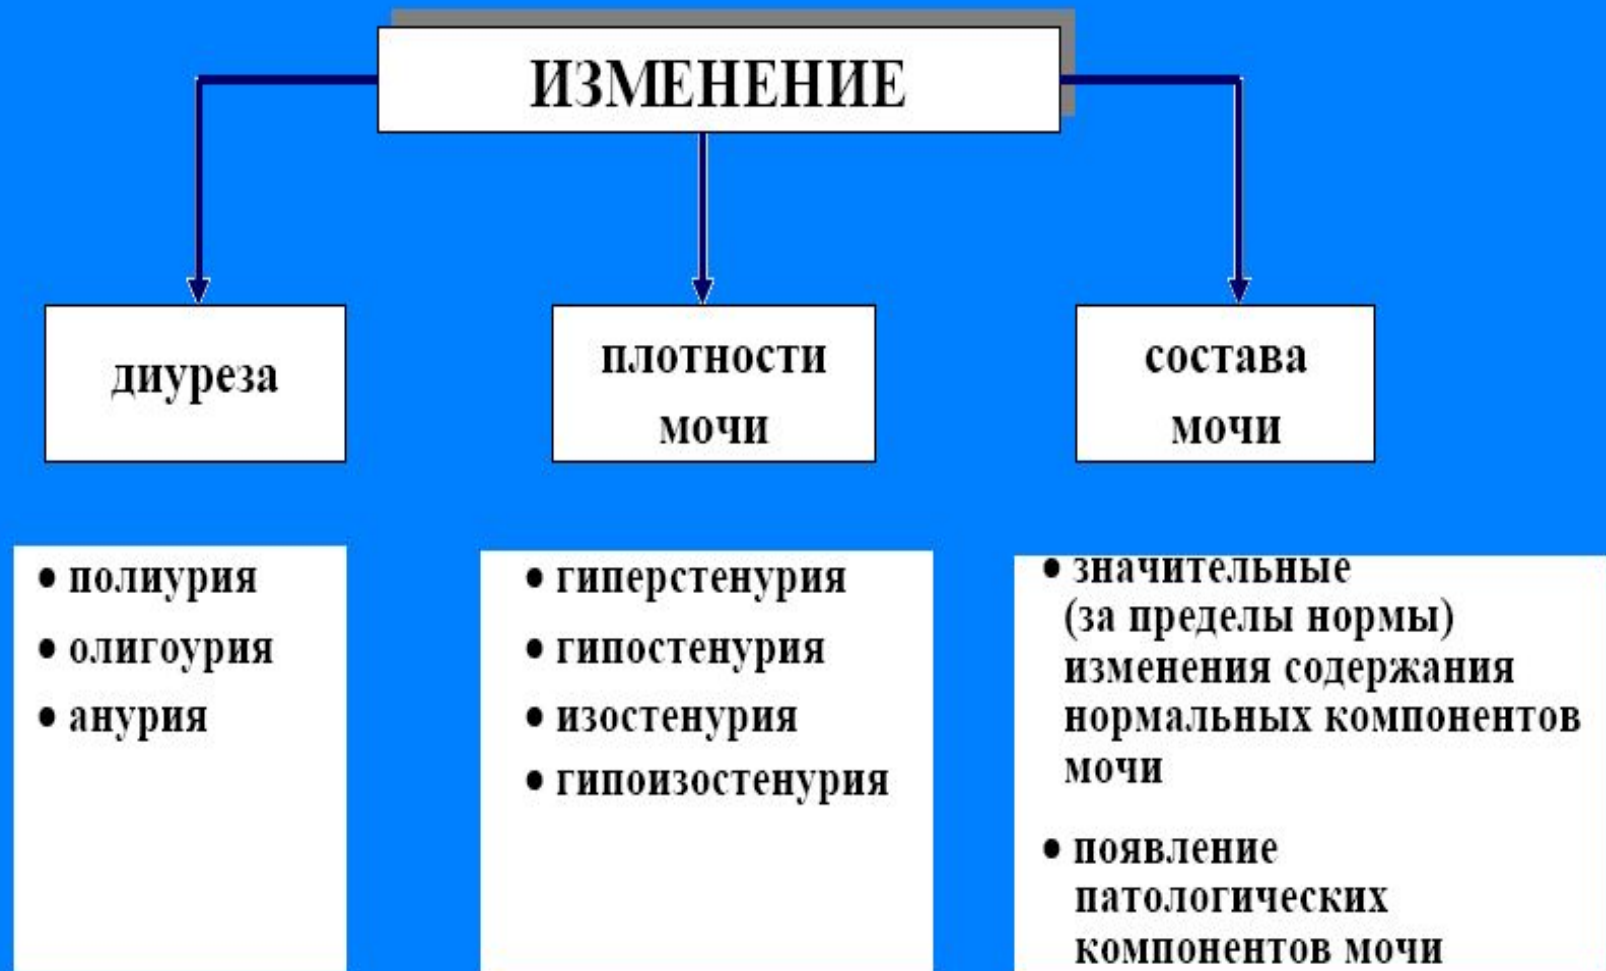 ИЗМЕНЕНИЕ
диуреза
плотности
мочи
состава
мочи
• полиурия
• олигоурия
• анурия
• гиперстенурия
• гипостенурия
• изостенурия
• гипоизостенурия
• значительные
(за пределы нормы)
изменения содержания
нормальных компонентов
мочи
• появление
патологических
компонентов мочи